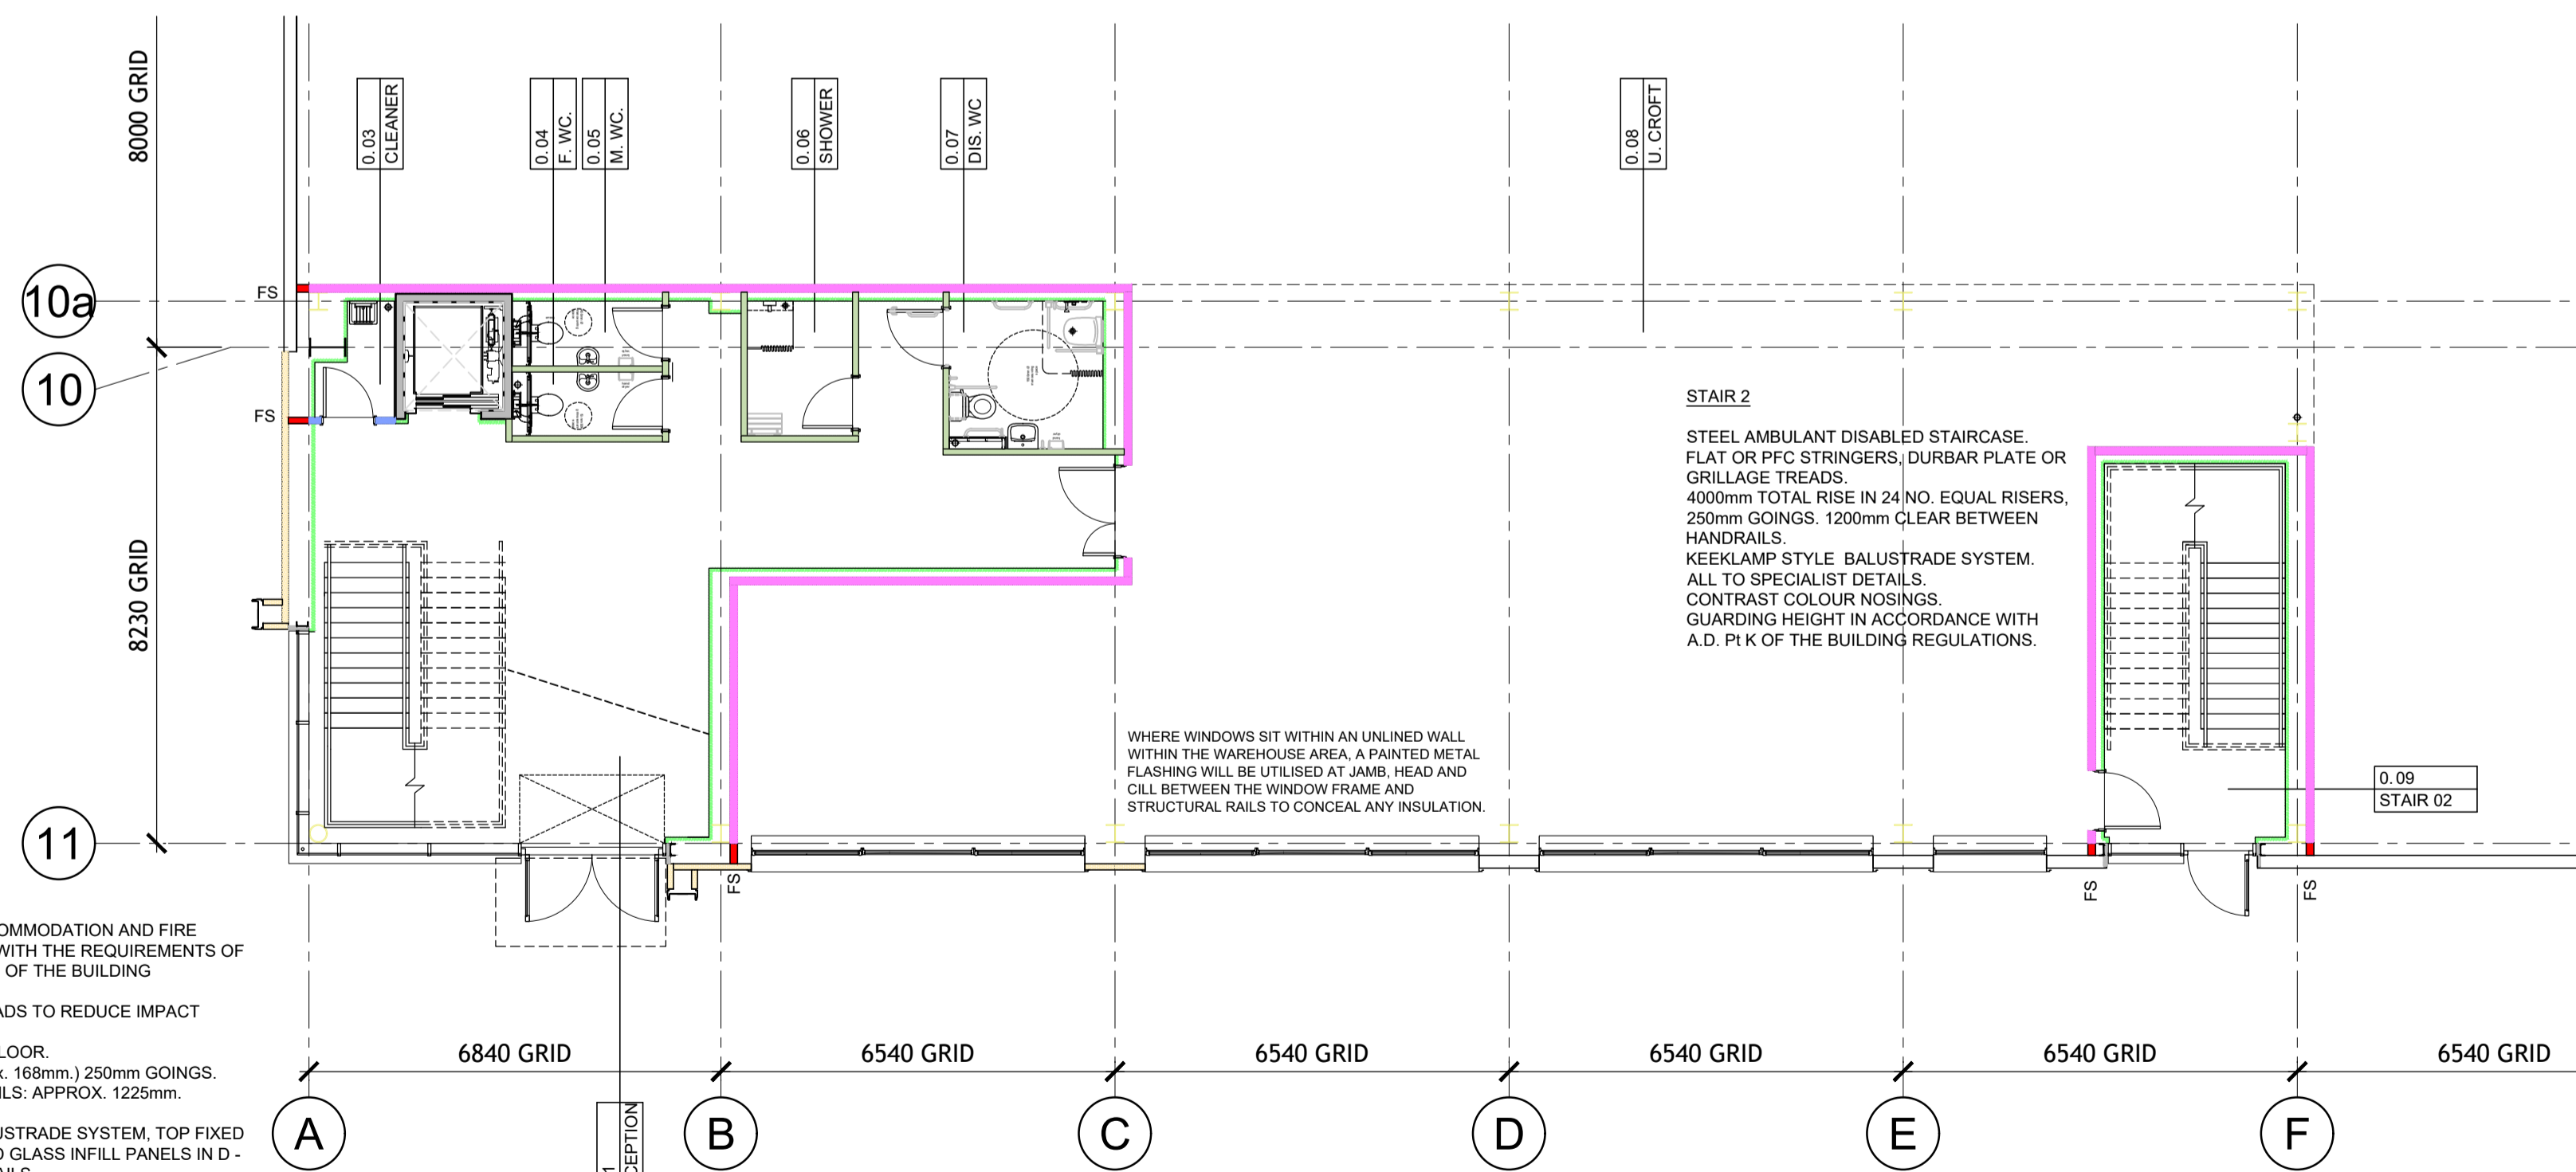 8000 GRID
0.03
CLEANER
0.04
F. WC.
0.05
M. WC.
0.06
SHOWER
0.07
DIS. WC
0.08
U. CROFT
10a
FS
10
FS
STAIR 2
STEEL AMBULANT DISABLED STAIRCASE.
FLAT OR PFC STRINGERS, DURBAR PLATE OR
GRILLAGE TREADS.
4000mm TOTAL RISE IN 24 NO. EQUAL RISERS,
250mm GOINGS. 1200mm CLEAR BETWEEN
HANDRAILS.
KEEKLAMP STYLE BALUSTRADE SYSTEM.
ALL TO SPECIALIST DETAILS.
CONTRAST COLOUR NOSINGS.
GUARDING HEIGHT IN ACCORDANCE WITH
A.D. Pt K OF THE BUILDING REGULATIONS.
8230 GRID
WHERE WINDOWS SIT WITHIN AN UNLINED WALL
WITHIN THE WAREHOUSE AREA, A PAINTED METAL
FLASHING WILL BE UTILISED AT JAMB, HEAD AND
CILL BETWEEN THE WINDOW FRAME AND
STRUCTURAL RAILS TO CONCEAL ANY INSULATION.
0.09
STAIR 02
11
FS
FS
FS
OMMODATION AND FIRE
WITH THE REQUIREMENTS OF
OF THE BUILDING
ADS TO REDUCE IMPACT
LOOR.
x. 168mm.) 250mm GOINGS.
ILS: APPROX. 1225mm.
USTRADE SYSTEM, TOP FIXED
GLASS INFILL PANELS IN D -
6840 GRID
6540 GRID
6540 GRID
6540 GRID
6540 GRID
6540 GRID
1
CEPTION
A
B
C
D
E
F